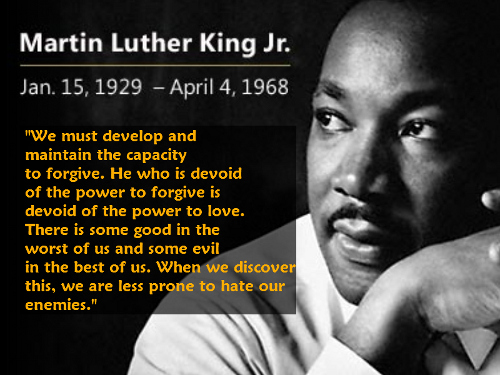 Martin Luther King Jr.
Jan. 15, 1929 – April 4, 1968
"We must develop and
maintain the capacity
to forgive. He who is devoid
of the power to forgive is
devoid of the power to love.
There is some good in the
worst of us and some evil
in the best of us. When we discover
this, we are less prone to hate our
enemies."